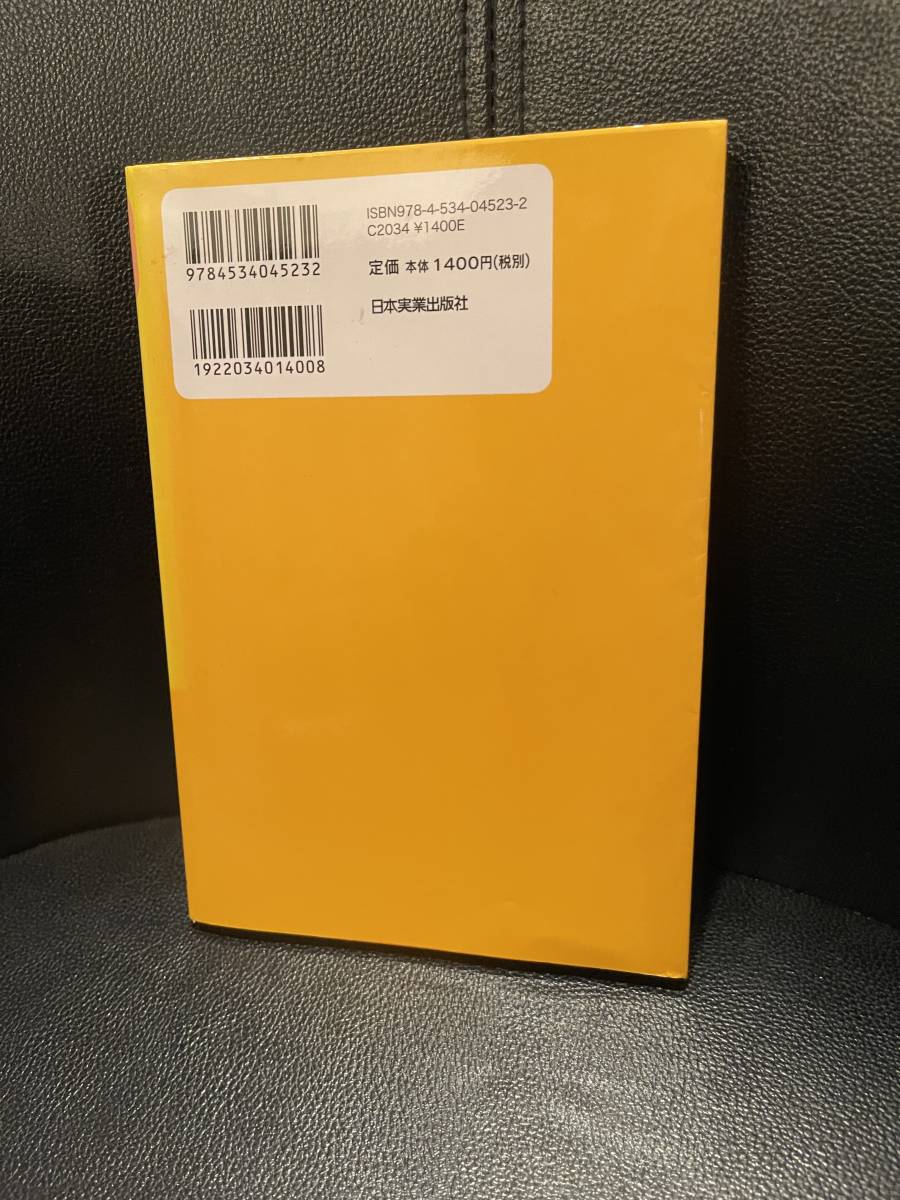 ISBN978-4-534-04523-2
C2034 ¥1400E
9784534045232
定価 本体 1400円(税別)
日本実業出版社
1922034014008